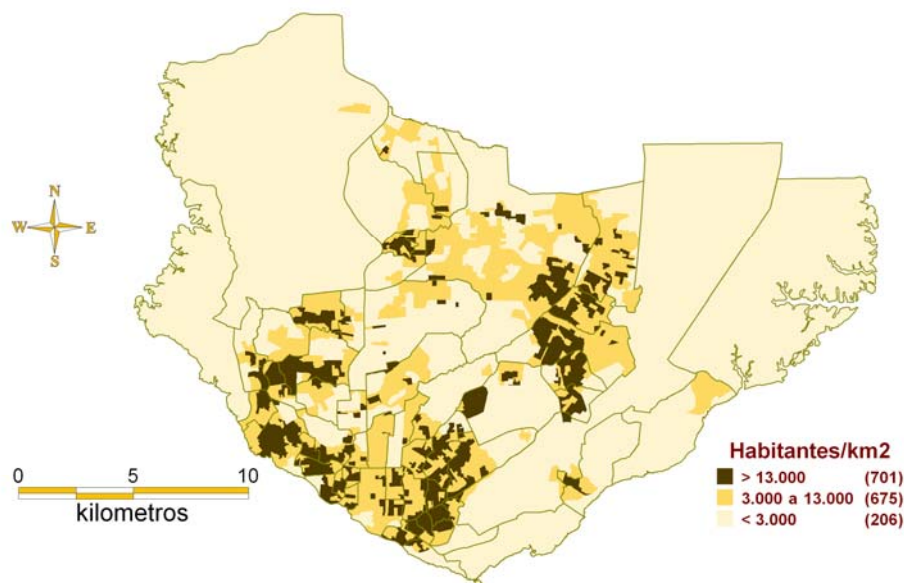 N
W E
S
0 5 10
kilometros
Habitantes/km2
> 13.000 (701)
3.000 a 13.000 (675)
< 3.000 (206)